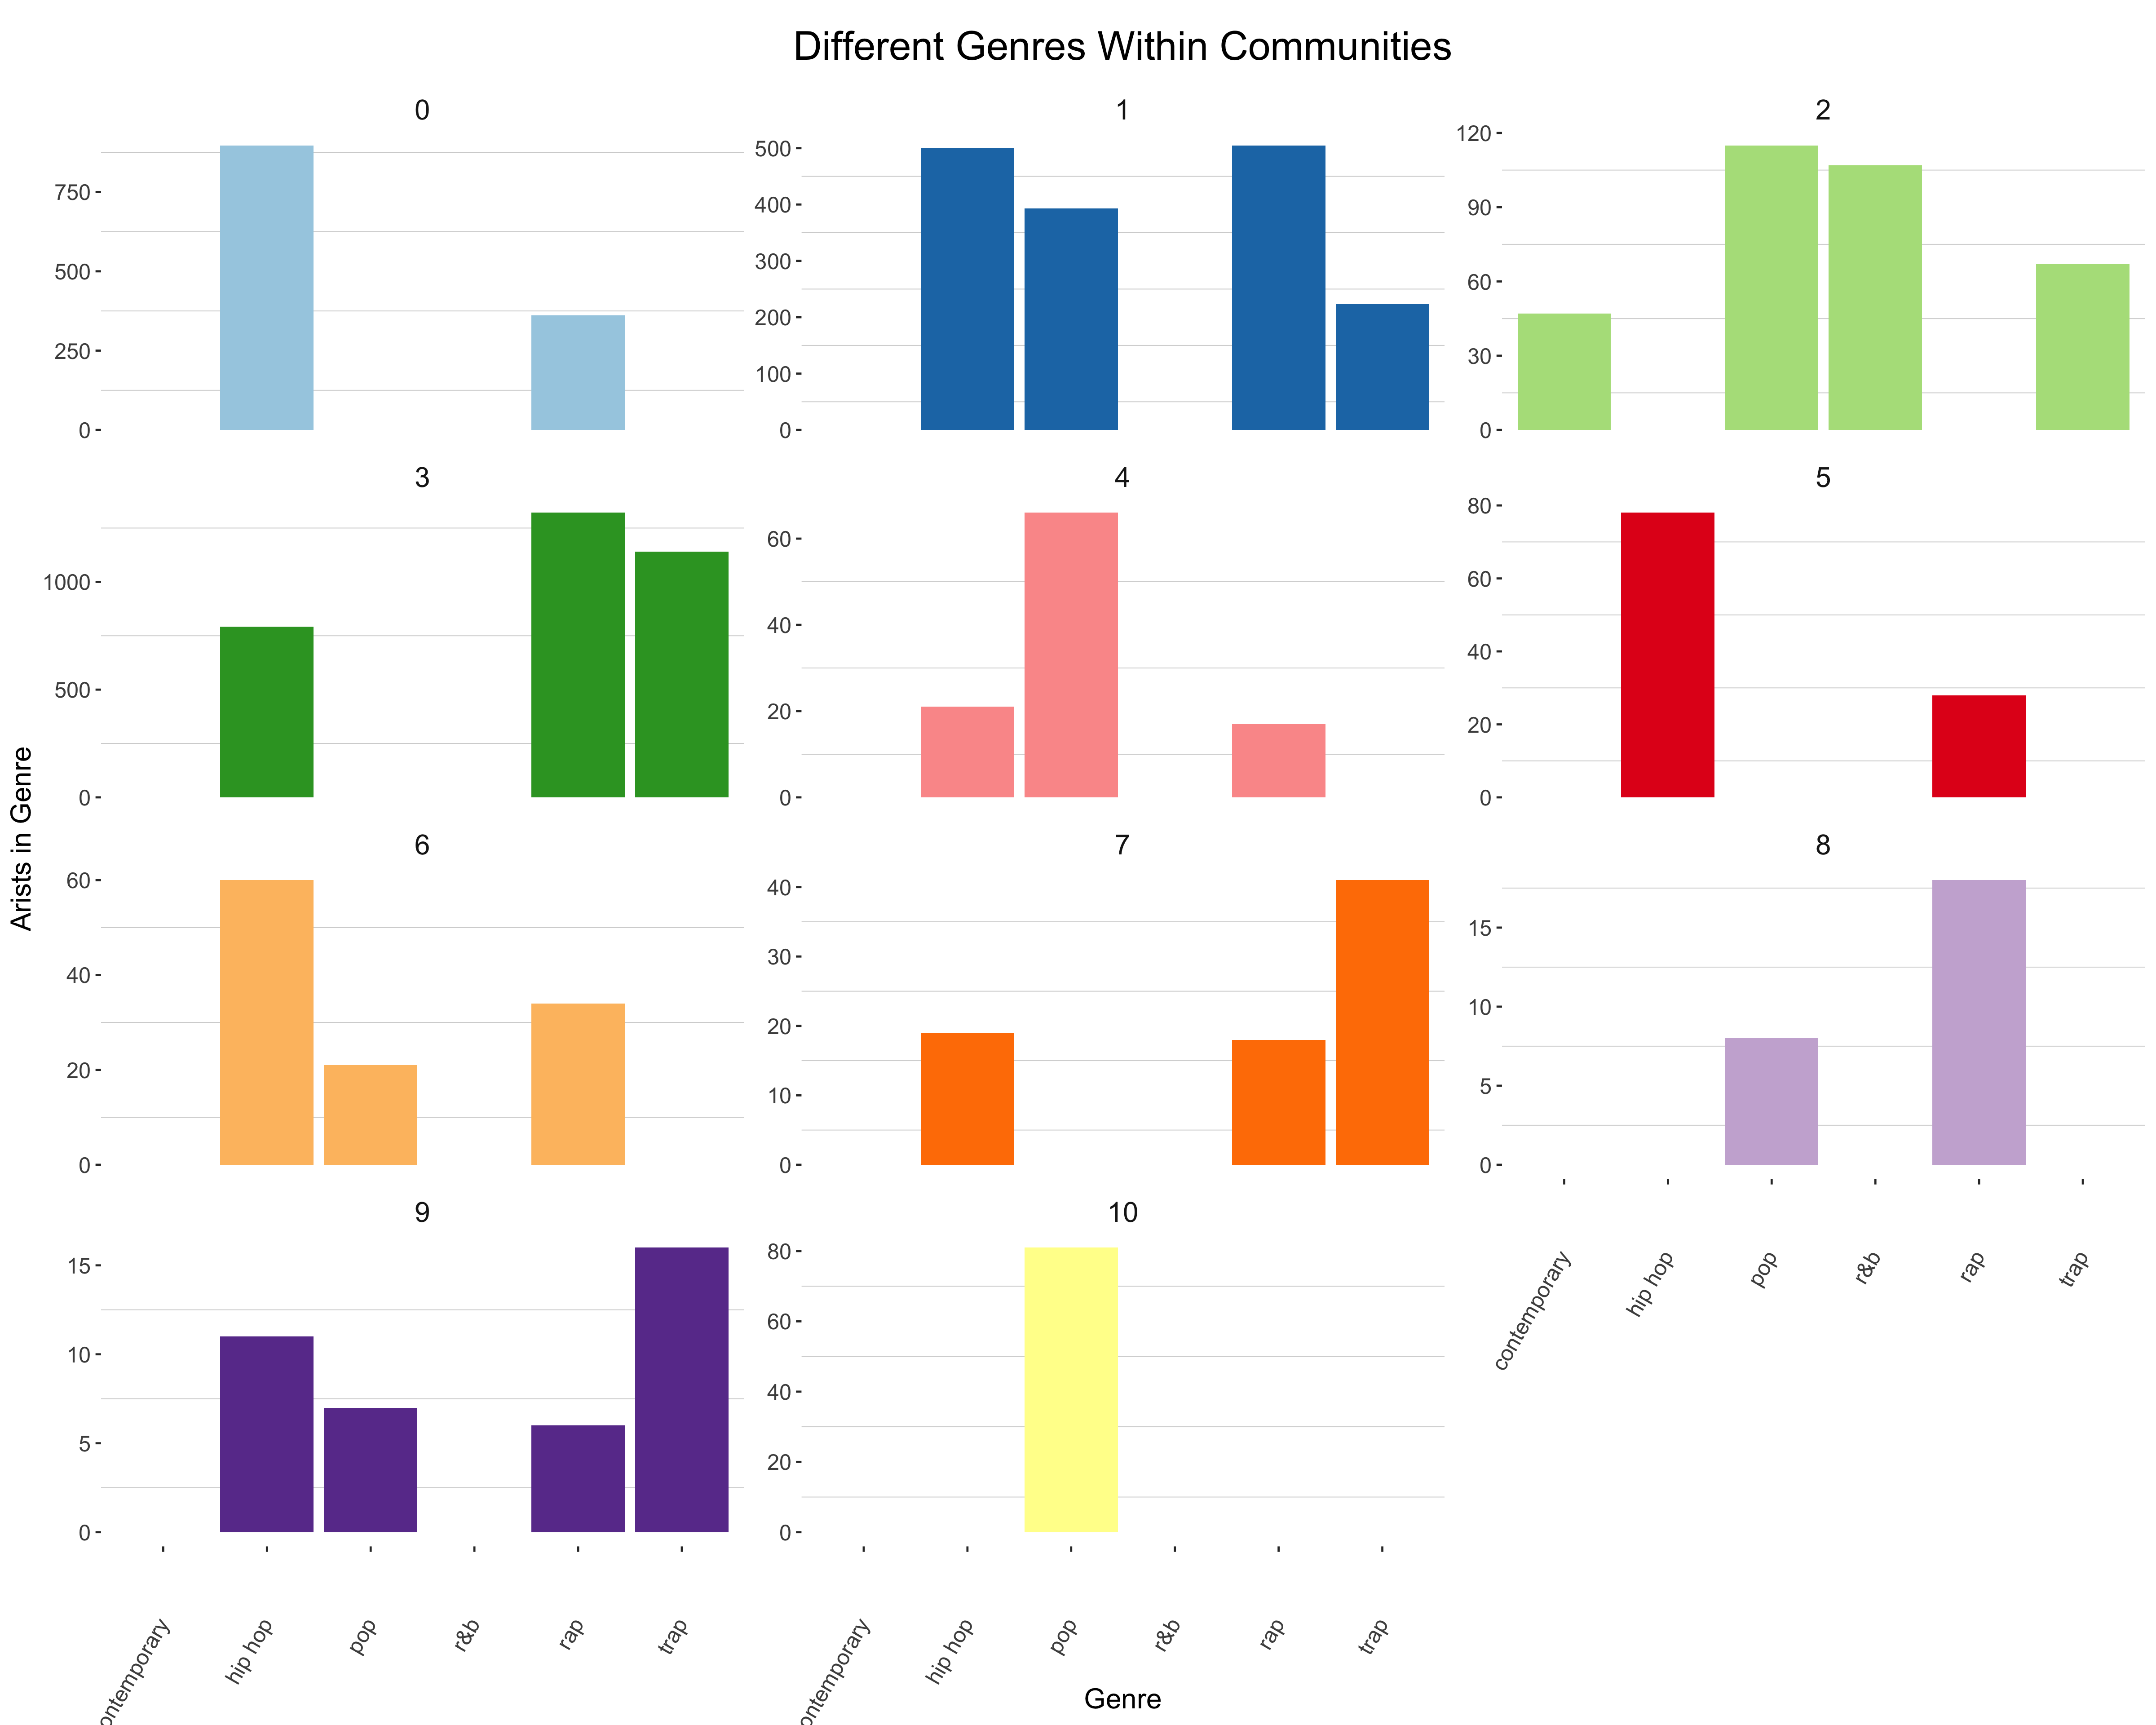 Different Genres Within Communities
0
1
2
750
500
250
0
500
400
300
200
100
0
120
90
60
30
0
3
4
5
1000
500
0
60
40
20
0
80
60
40
20
0
Arists in Genre
6
7
8
60
40
20
0
40
30
20
10
0
15
10
5
0
contemporary
hip hop
pop
r&b
rap
trap
9
10
15
10
5
0
80
60
40
20
0
ontemporary
hip hop
pop
r&b
rap
trap
ontemporary
hip hop
pop
r&b
rap
trap
Genre